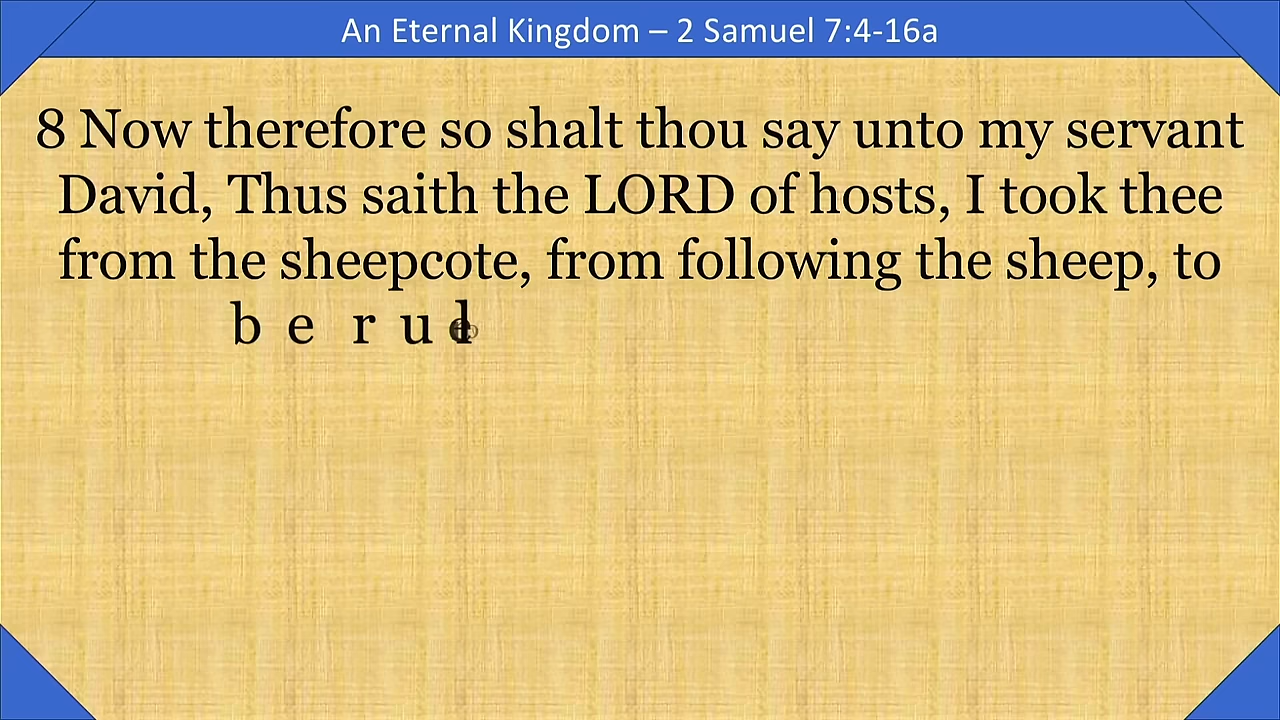 An Eternal Kingdom – 2 Samuel 7:4-16a
8 Now therefore so shalt thou say unto my servant
David, Thus saith the LORD of hosts, I took thee
from the sheepcote, from following the sheep, to
be